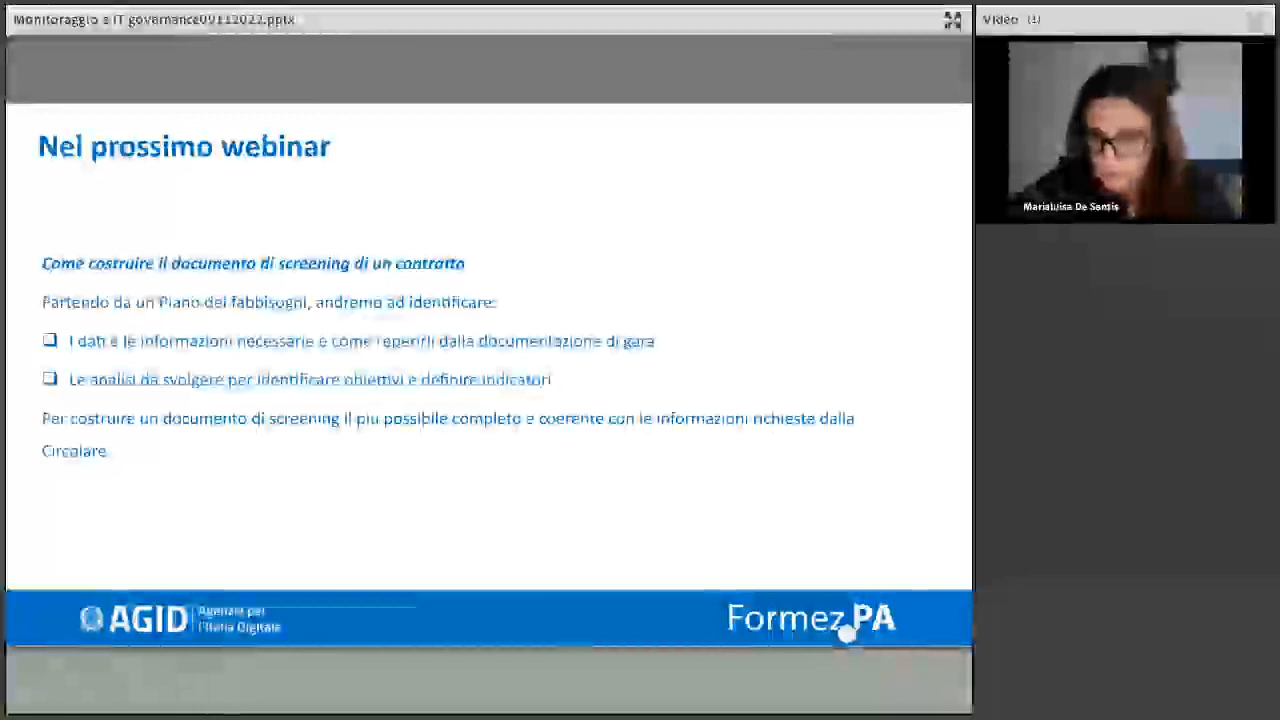 Monitoraggio e IT governance09112022.pptx
Video (1)
Nel prossimo webinar
Marialuisa De Santis
Come costruire il documento di screening di un contratto
Partendo da un Piano dei fabbisogni, andremo ad identificare:
I dati e le informazioni necessarie e come reperirli dalla documentazione di gara
Le analisi da svolgere per identificare obiettivi e definire indicatori
Per costruire un documento di screening il più possibile completo e coerente con le informazioni richieste dalla
Circolare
AGID
Agenzia per
l'Italia Digitale
Formez PA